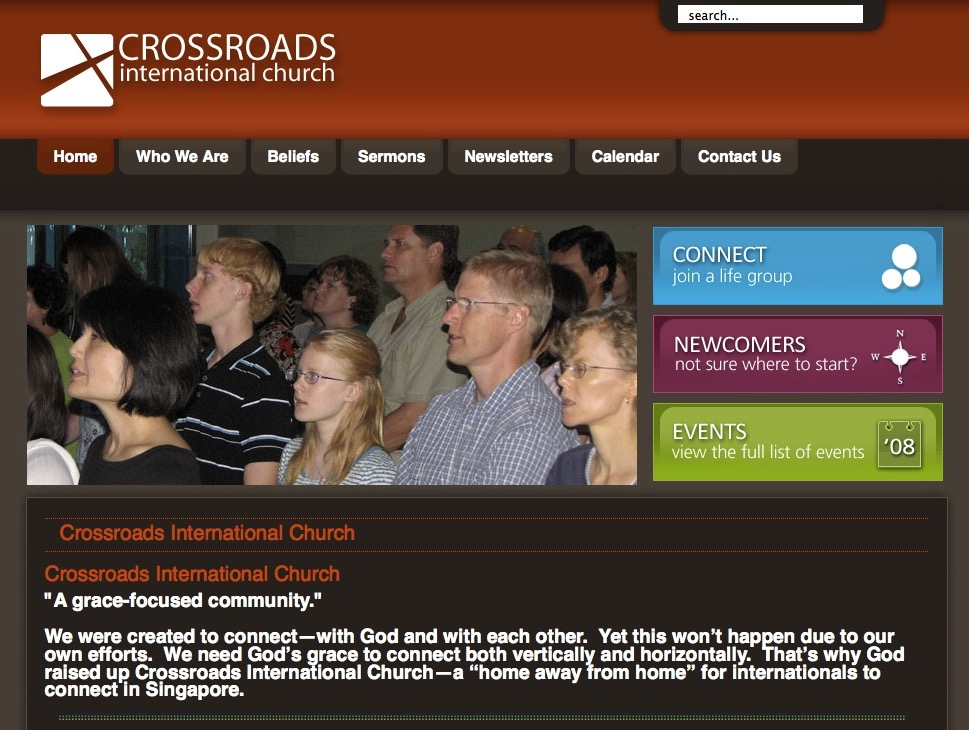 search...
CROSSROADS
international church
Home Who We Are Beliefs Sermons Newsletters Calendar Contact Us
CONNECT
join a life group
NEWCOMERS
not sure where to start?
N
W E
S
EVENTS
view the full list of events
‘08
Crossroads International Church
Crossroads International Church
"A grace-focused community."
We were created to connect—with God and with each other. Yet this won’t happen due to our
own efforts. We need God’s grace to connect both vertically and horizontally. That’s why God
raised up Crossroads International Church—a “home away from home” for internationals to
connect in Singapore.